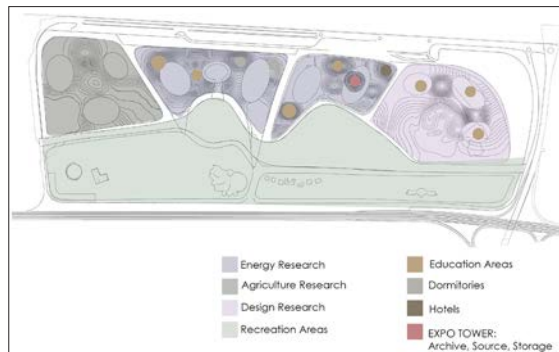 Energy Research
Agriculture Research
Design Research
Recreation Areas
Education Areas
Dormitories
Hotels
EXPO TOWER:
Archive, Source, Storage